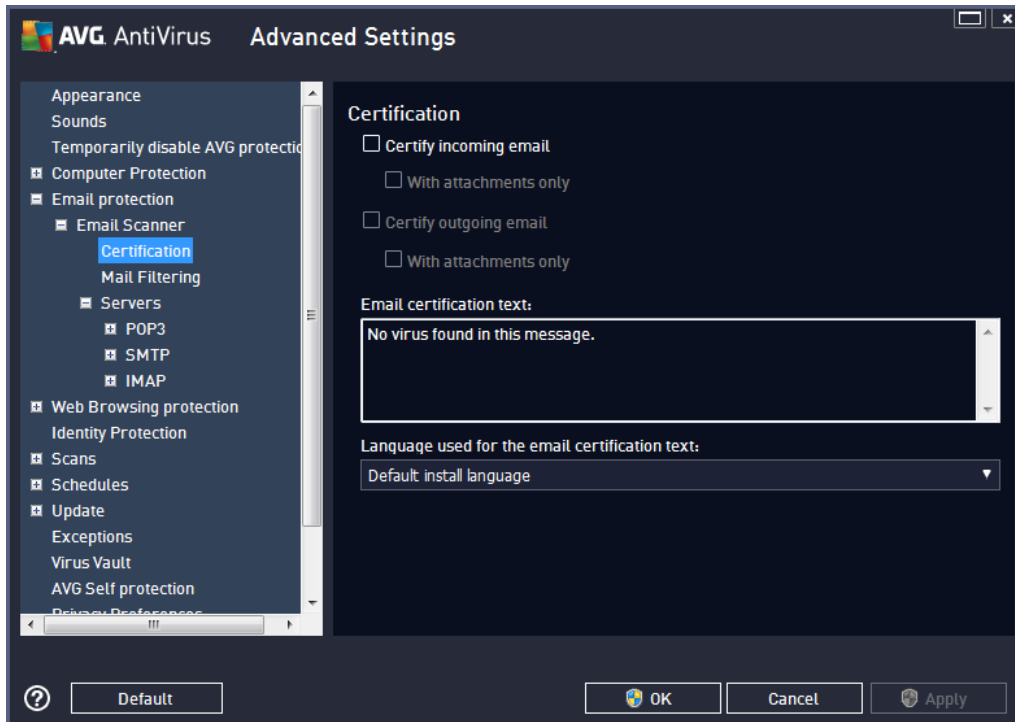 AVG AntiVirus Advanced Settings
Appearance
Sounds
Temporarily disable AVG protectio
Computer Protection
Email protection
Email Scanner
Certification
Mail Filtering
Servers
POP3
SMTP
IMAP
Web Browsing protection
Identity Protection
Scans
Schedules
Update
Exceptions
Virus Vault
AVG Self protection
Privacy Preferences
Certification
Certify incoming email
With attachments only
Certify outgoing email
With attachments only
Email certification text:
No virus found in this message.
Language used for the email certification text:
Default install language
Default
OK
Cancel
Apply